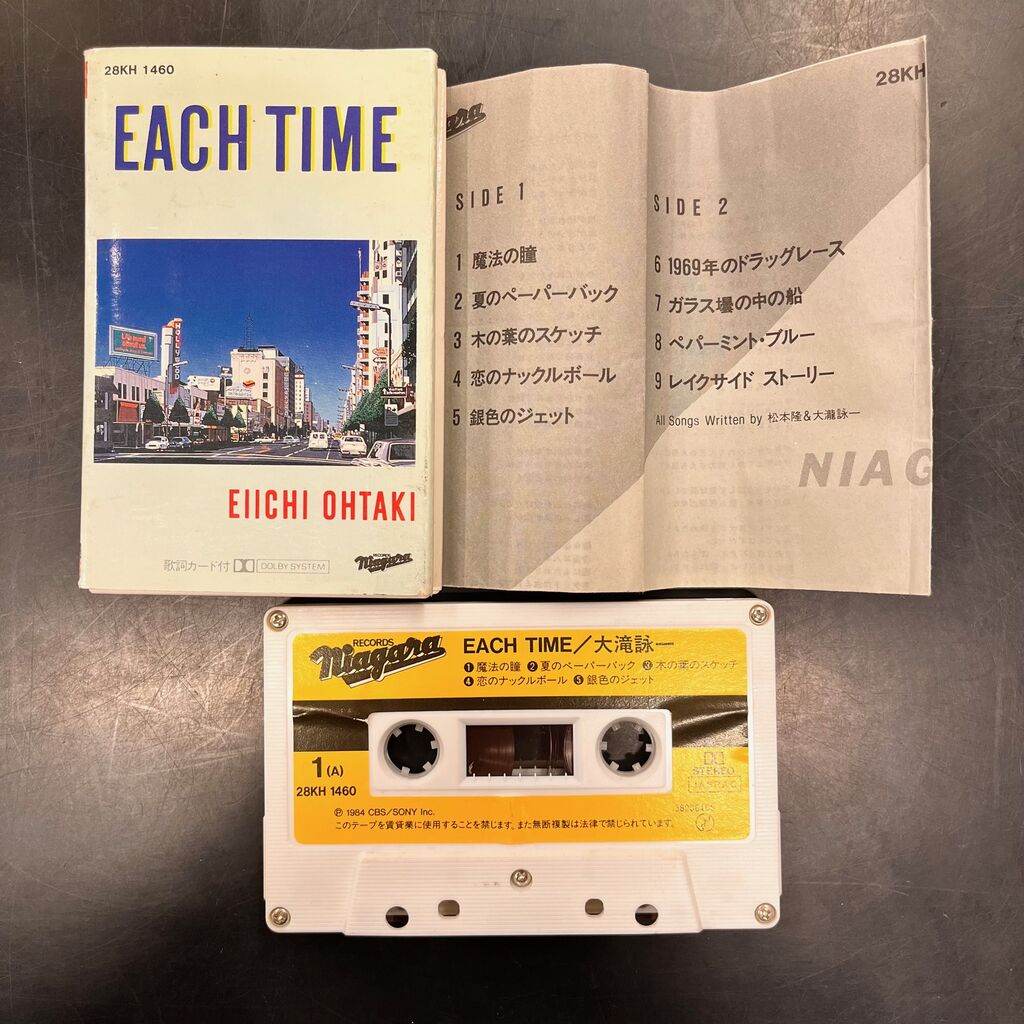 28KH 1460
EACH TIME
HOLLYWOOD
EIICHI OHTAKI
歌詞カード付 DOLBY SYSTEM
RECORDS
Niagara
28KH
SIDE 1
1 魔法の瞳
2 夏のペーパーバック
3 木の葉のスケッチ
4 恋のナックルボール
5 銀色のジェット
SIDE 2
6 1969年のドラッグレース
7 ガラス壜の中の船
8 ペパーミント・ブルー
9 レイクサイド ストーリー
All Songs Written by 松本隆&大瀧詠一
NIAG
RECORDS
Niagara
EACH TIME/大滝詠一
❶魔法の瞳 ❷夏のペーパーバック ❸木の葉のスケッチ
❹恋のナックルボール ❺銀色のジェット
1(A)
28KH 1460
STEREO
JASRAC
℗ 1984 CBS/SONY Inc.
このテープを賃貸業に使用することを禁じます。また無断複製は法律で禁じられています。